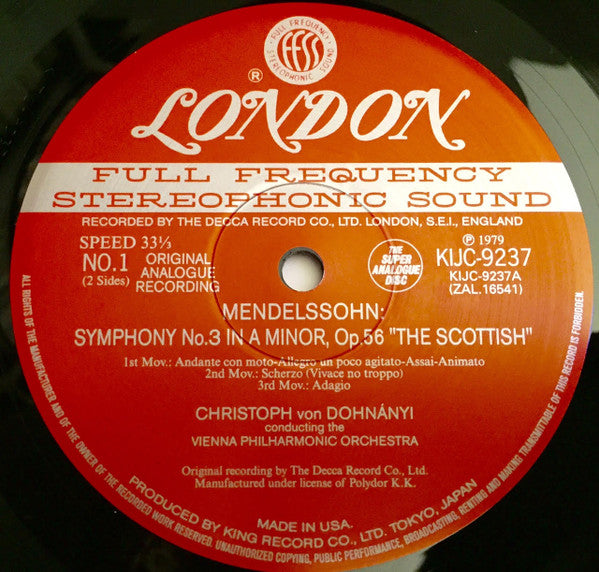 FULL FREQUENCY
ffss
STEREOPHONIC SOUND
®
LONDON
FULL FREQUENCY
STEREOPHONIC SOUND
RECORDED BY THE DECCA RECORD CO., LTD. LONDON, S.E.I., ENGLAND
SPEED 33⅓
NO.1
(2 Sides)
ORIGINAL
ANALOGUE
RECORDING
THE
SUPER
ANALOGUE
DISC
℗ 1979
KIJC-9237
KIJC-9237A
(ZAL.16541)
MENDELSSOHN:
SYMPHONY No.3 IN A MINOR, Op.56 "THE SCOTTISH"
1st Mov.: Andante con moto-Allegro un poco agitato-Assai-Animato
2nd Mov.: Scherzo (Vivace no troppo)
3rd Mov.: Adagio
CHRISTOPH von DOHNÁNYI
conducting the
VIENNA PHILHARMONIC ORCHESTRA
Original recording by The Decca Record Co., Ltd.
Manufactured under license of Polydor K.K.
MADE IN USA.
PRODUCED BY KING RECORD CO., LTD. TOKYO, JAPAN
ALL RIGHTS OF THE MANUFACTURER AND OF THE OWNER OF THE RECORDED WORK RESERVED. UNAUTHORIZED COPYING, PUBLIC PERFORMANCE, BROADCASTING, RENTING AND MAKING TRANSMITTABLE OF THIS RECORD IS FORBIDDEN.